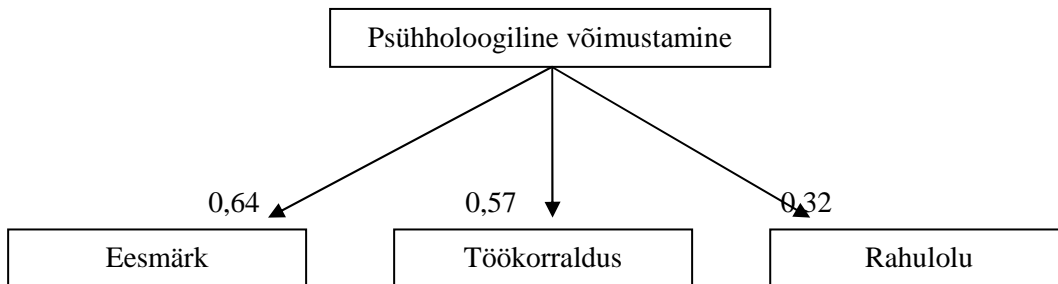 Psühholoogiline võimustamine
0,64 0,57 0,32
Eesmärk Töökorraldus Rahulolu